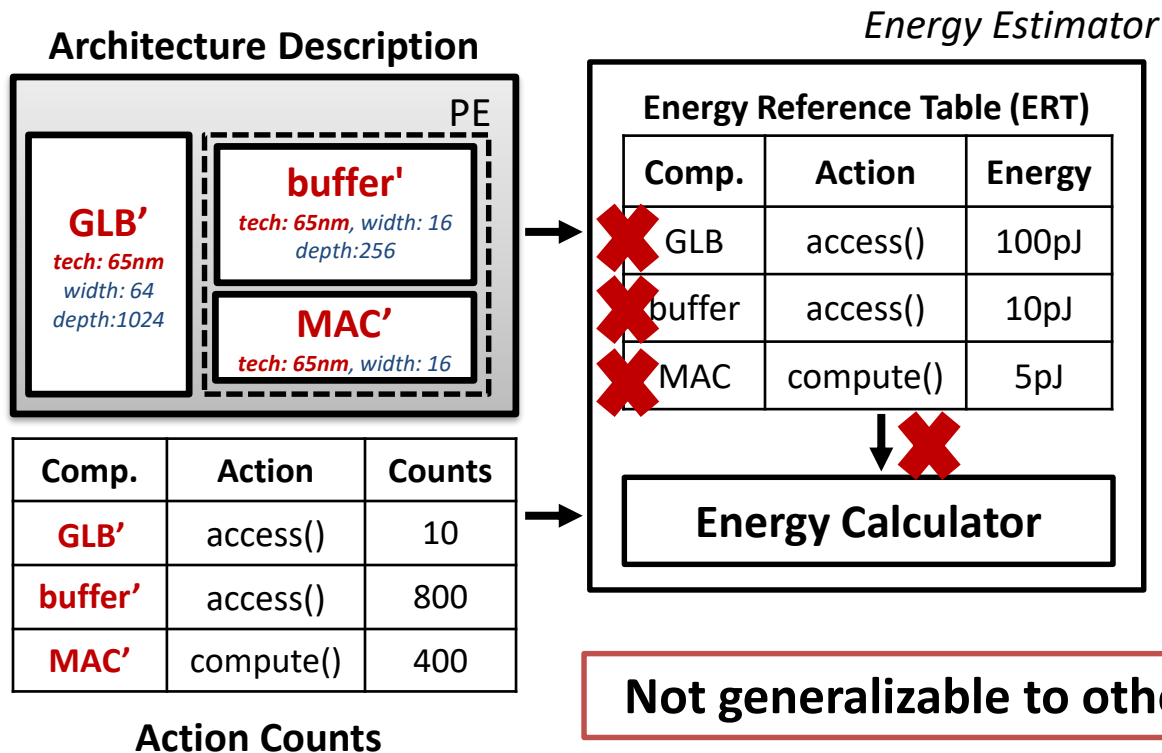 Energy Estimator
Architecture Description
PE
GLB’
tech: 65nm
width: 64
depth:1024
buffer'
tech: 65nm, width: 16
depth:256
MAC’
tech: 65nm, width: 16
Comp. Action Counts
GLB’ access() 10
buffer’ access() 800
MAC’ compute() 400
Action Counts
Energy Reference Table (ERT)
Comp. Action Energy
GLB access() 100pJ
buffer access() 10pJ
MAC compute() 5pJ
Energy Calculator
Not generalizable to othe